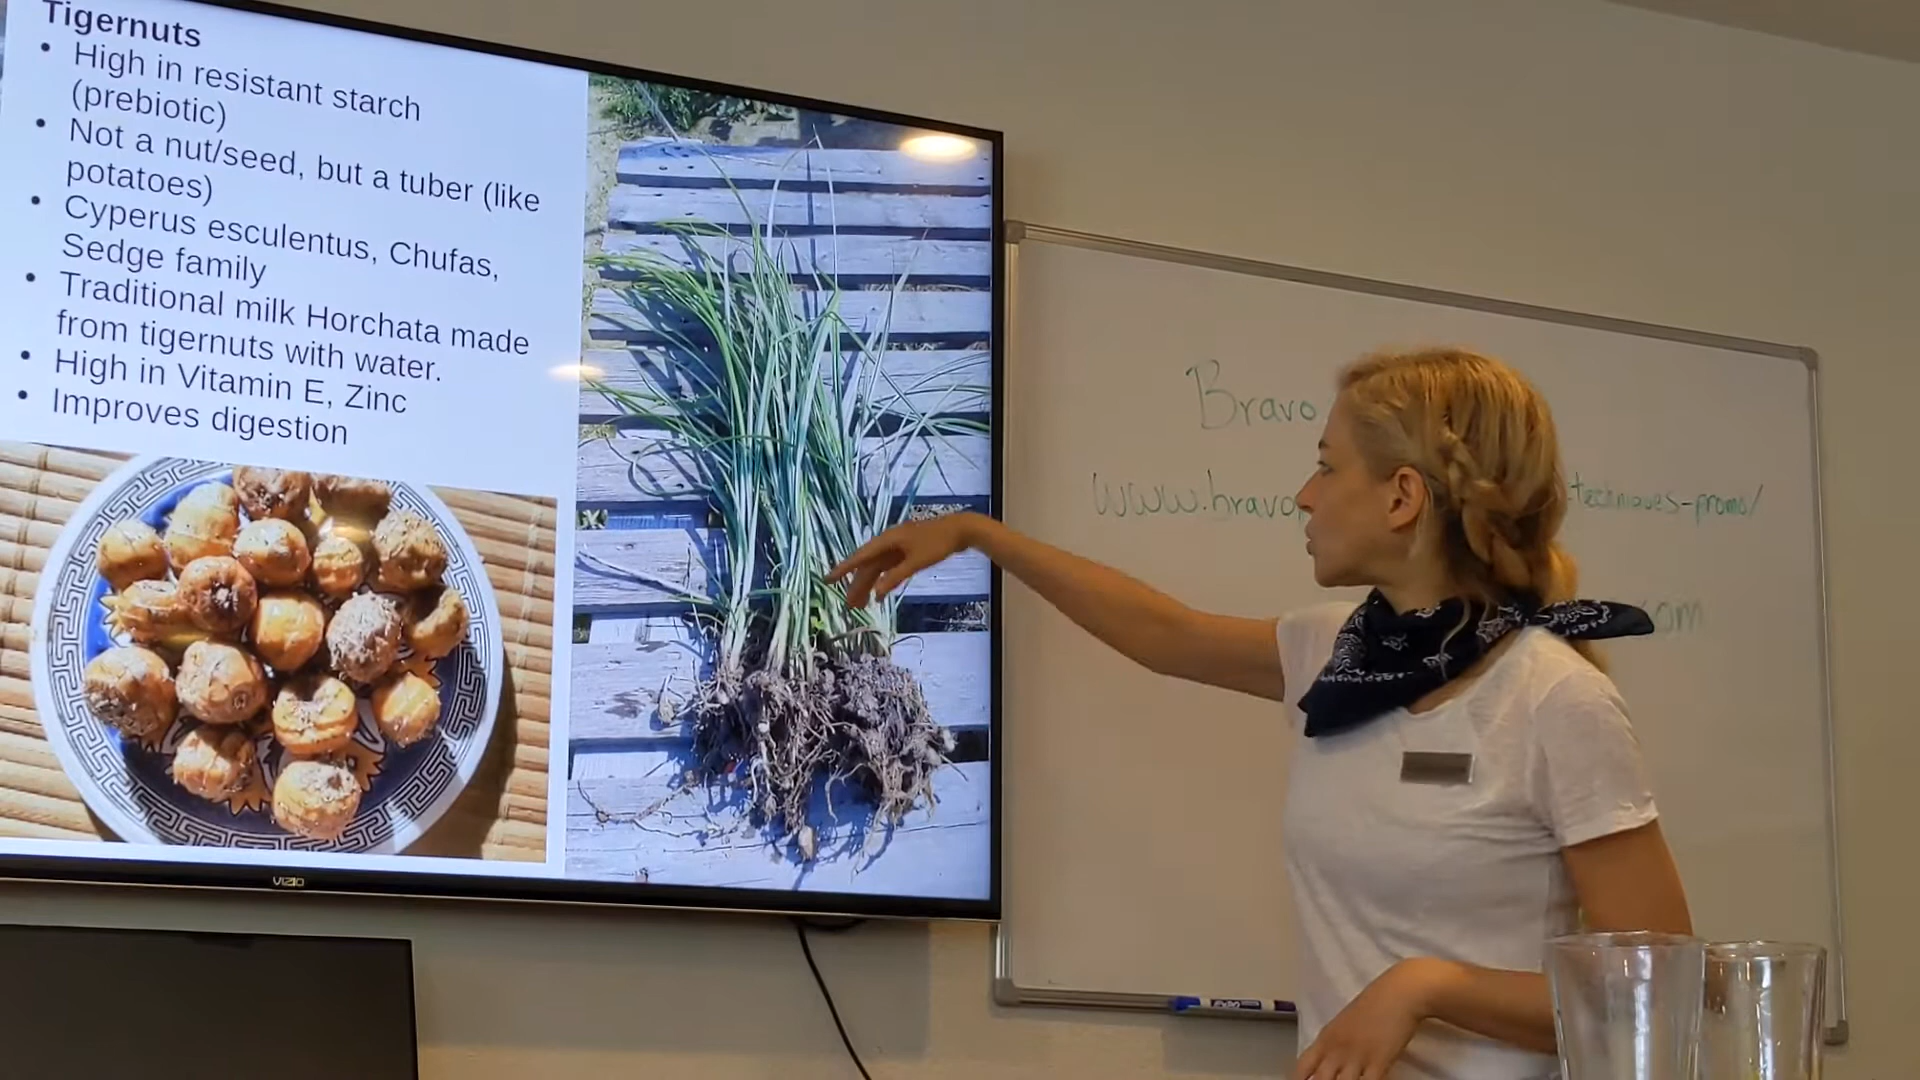 Tigernuts
• High in resistant starch
(prebiotic)
• Not a nut/seed, but a tuber (like
potatoes)
• Cyperus esculentus, Chufas,
Sedge family
• Traditional milk Horchata made
from tigernuts with water.
• High in Vitamin E, Zinc
• Improves digestion
VIZIO
Bravo
www.bravo
-techniques-promo/
com
EXPO